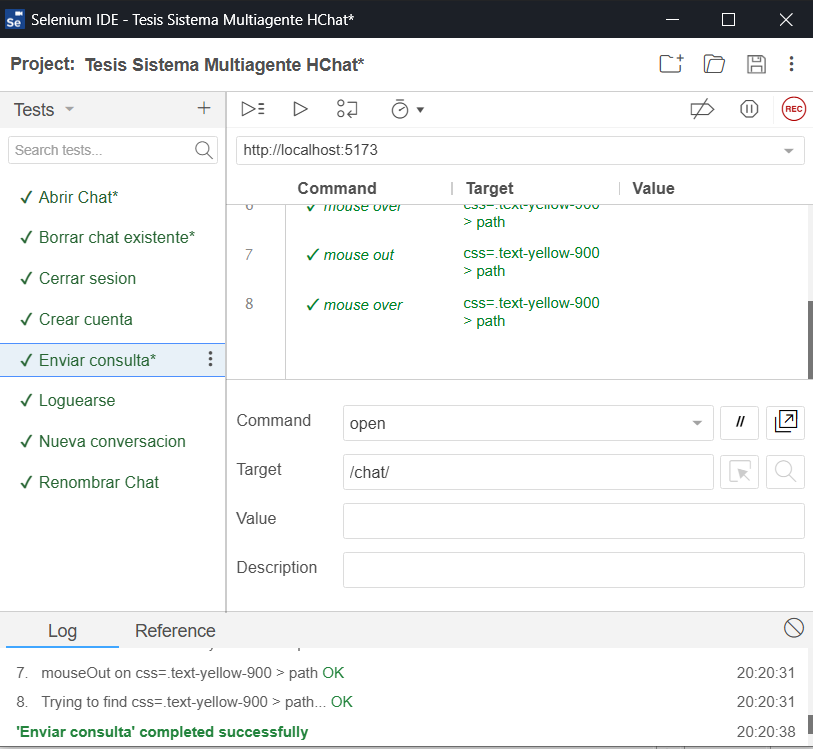 Se Selenium IDE - Tesis Sistema Multiagente HChat*
Project: Tesis Sistema Multiagente HChat*
Tests
REC
Search tests...
http://localhost:5173
Command Target Value
✓ Abrir Chat*
✓ Borrar chat existente*
✓ Cerrar sesion
✓ Crear cuenta
✓ Enviar consulta*
✓ Loguearse
✓ Nueva conversacion
✓ Renombrar Chat
6 ✓ mouse over css=.text-yellow-900
> path
7 ✓ mouse out css=.text-yellow-900
> path
8 ✓ mouse over css=.text-yellow-900
> path
Command open //
Target /chat/
Value
Description
Log Reference
7. mouseOut on css=.text-yellow-900 > path OK 20:20:31
8. Trying to find css=.text-yellow-900 > path... OK 20:20:31
'Enviar consulta' completed successfully 20:20:38